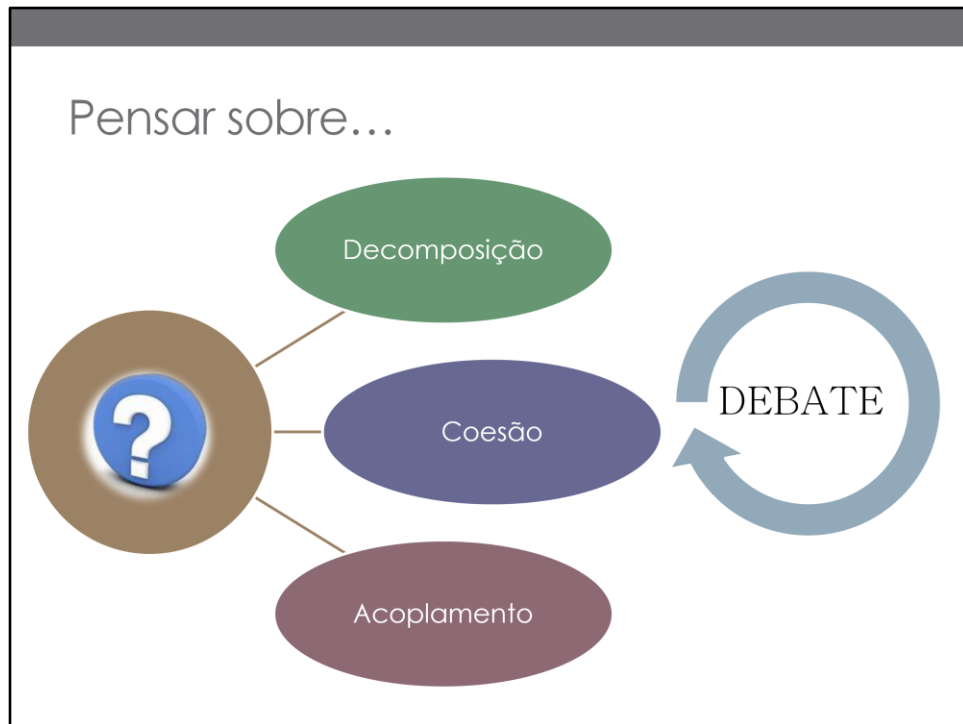 Pensar sobre...
Decomposição
Coesão
DEBATE
Acoplamento
?